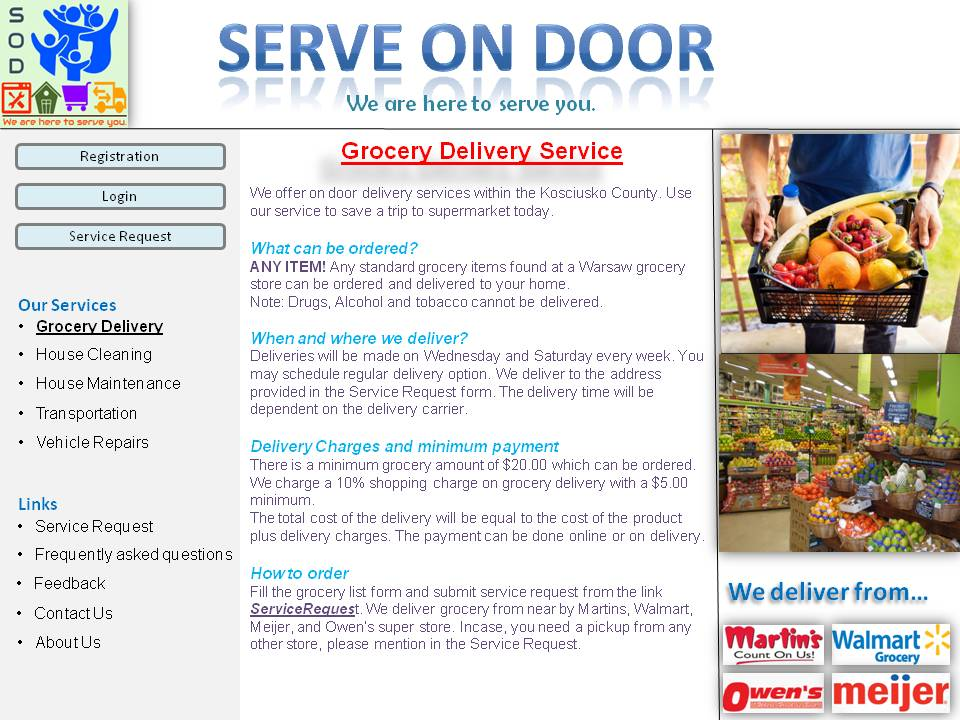 S
O
D
We are here to serve you.
SERVE ON DOOR
We are here to serve you.
Registration
Login
Service Request
Our Services
• Grocery Delivery
• House Cleaning
• House Maintenance
• Transportation
• Vehicle Repairs
Links
• Service Request
• Frequently asked questions
• Feedback
• Contact Us
• About Us
Grocery Delivery Service
We offer on door delivery services within the Kosciusko County. Use
our service to save a trip to supermarket today.
What can be ordered?
ANY ITEM! Any standard grocery items found at a Warsaw grocery
store can be ordered and delivered to your home.
Note: Drugs, Alcohol and tobacco cannot be delivered.
When and where we deliver?
Deliveries will be made on Wednesday and Saturday every week. You
may schedule regular delivery option. We deliver to the address
provided in the Service Request form. The delivery time will be
dependent on the delivery carrier.
Delivery Charges and minimum payment
There is a minimum grocery amount of $20.00 which can be ordered.
We charge a 10% shopping charge on grocery delivery with a $5.00
minimum.
The total cost of the delivery will be equal to the cost of the product
plus delivery charges. The payment can be done online or on delivery.
How to order
Fill the grocery list form and submit service request from the link
ServiceRequest. We deliver grocery from near by Martins, Walmart,
Meijer, and Owen's super store. Incase, you need a pickup from any
other store, please mention in the Service Request.
We deliver from...
Martin's
Count On Us!
Walmart
Grocery
Owen's
meijer